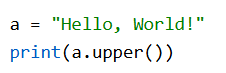 a = "Hello, World!"
print(a.upper())